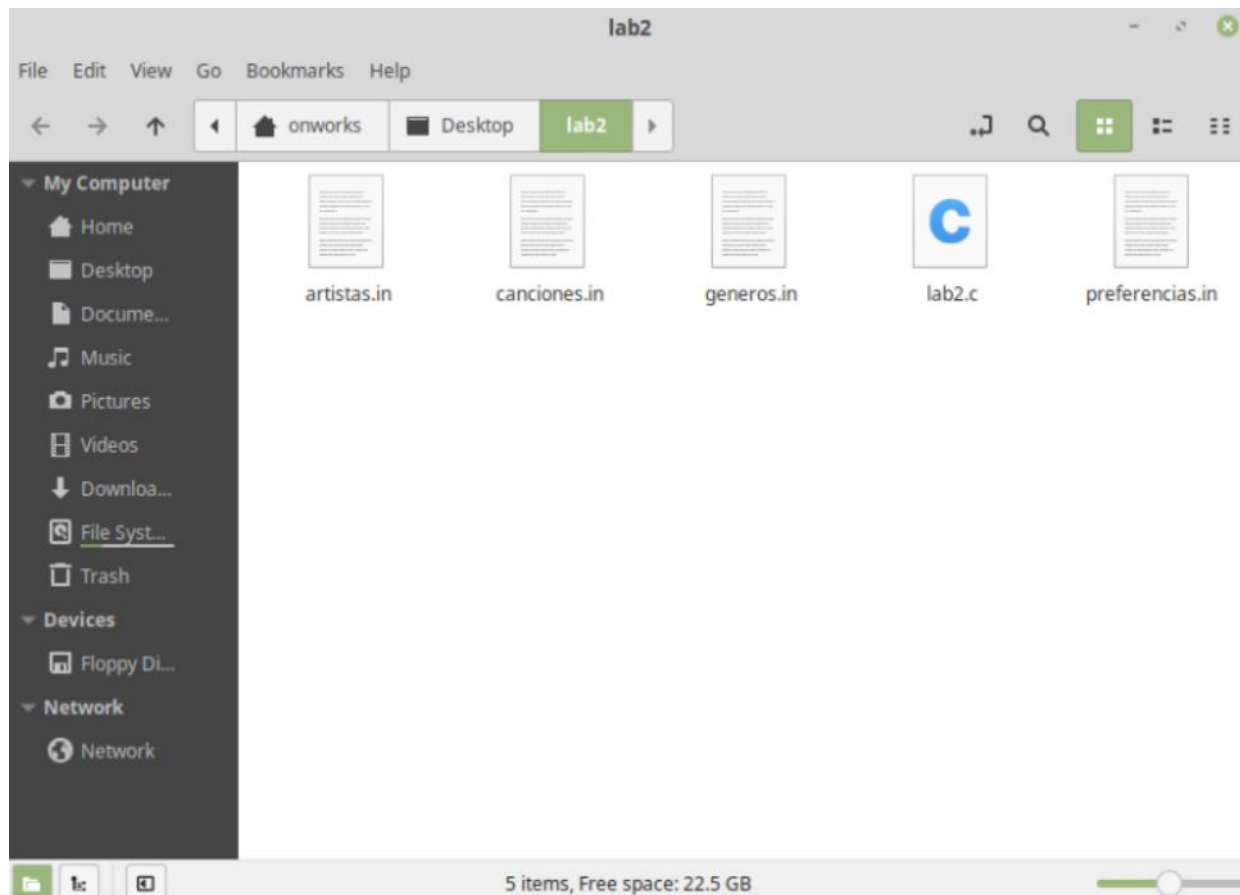 lab2
File Edit View Go Bookmarks Help
onworks Desktop lab2
My Computer
Home
Desktop
Docume...
Music
Pictures
Videos
Downloa...
File Syst...
Trash
Devices
Floppy Di...
Network
Network
artistas.in canciones.in generos.in lab2.c preferencias.in
5 items, Free space: 22.5 GB